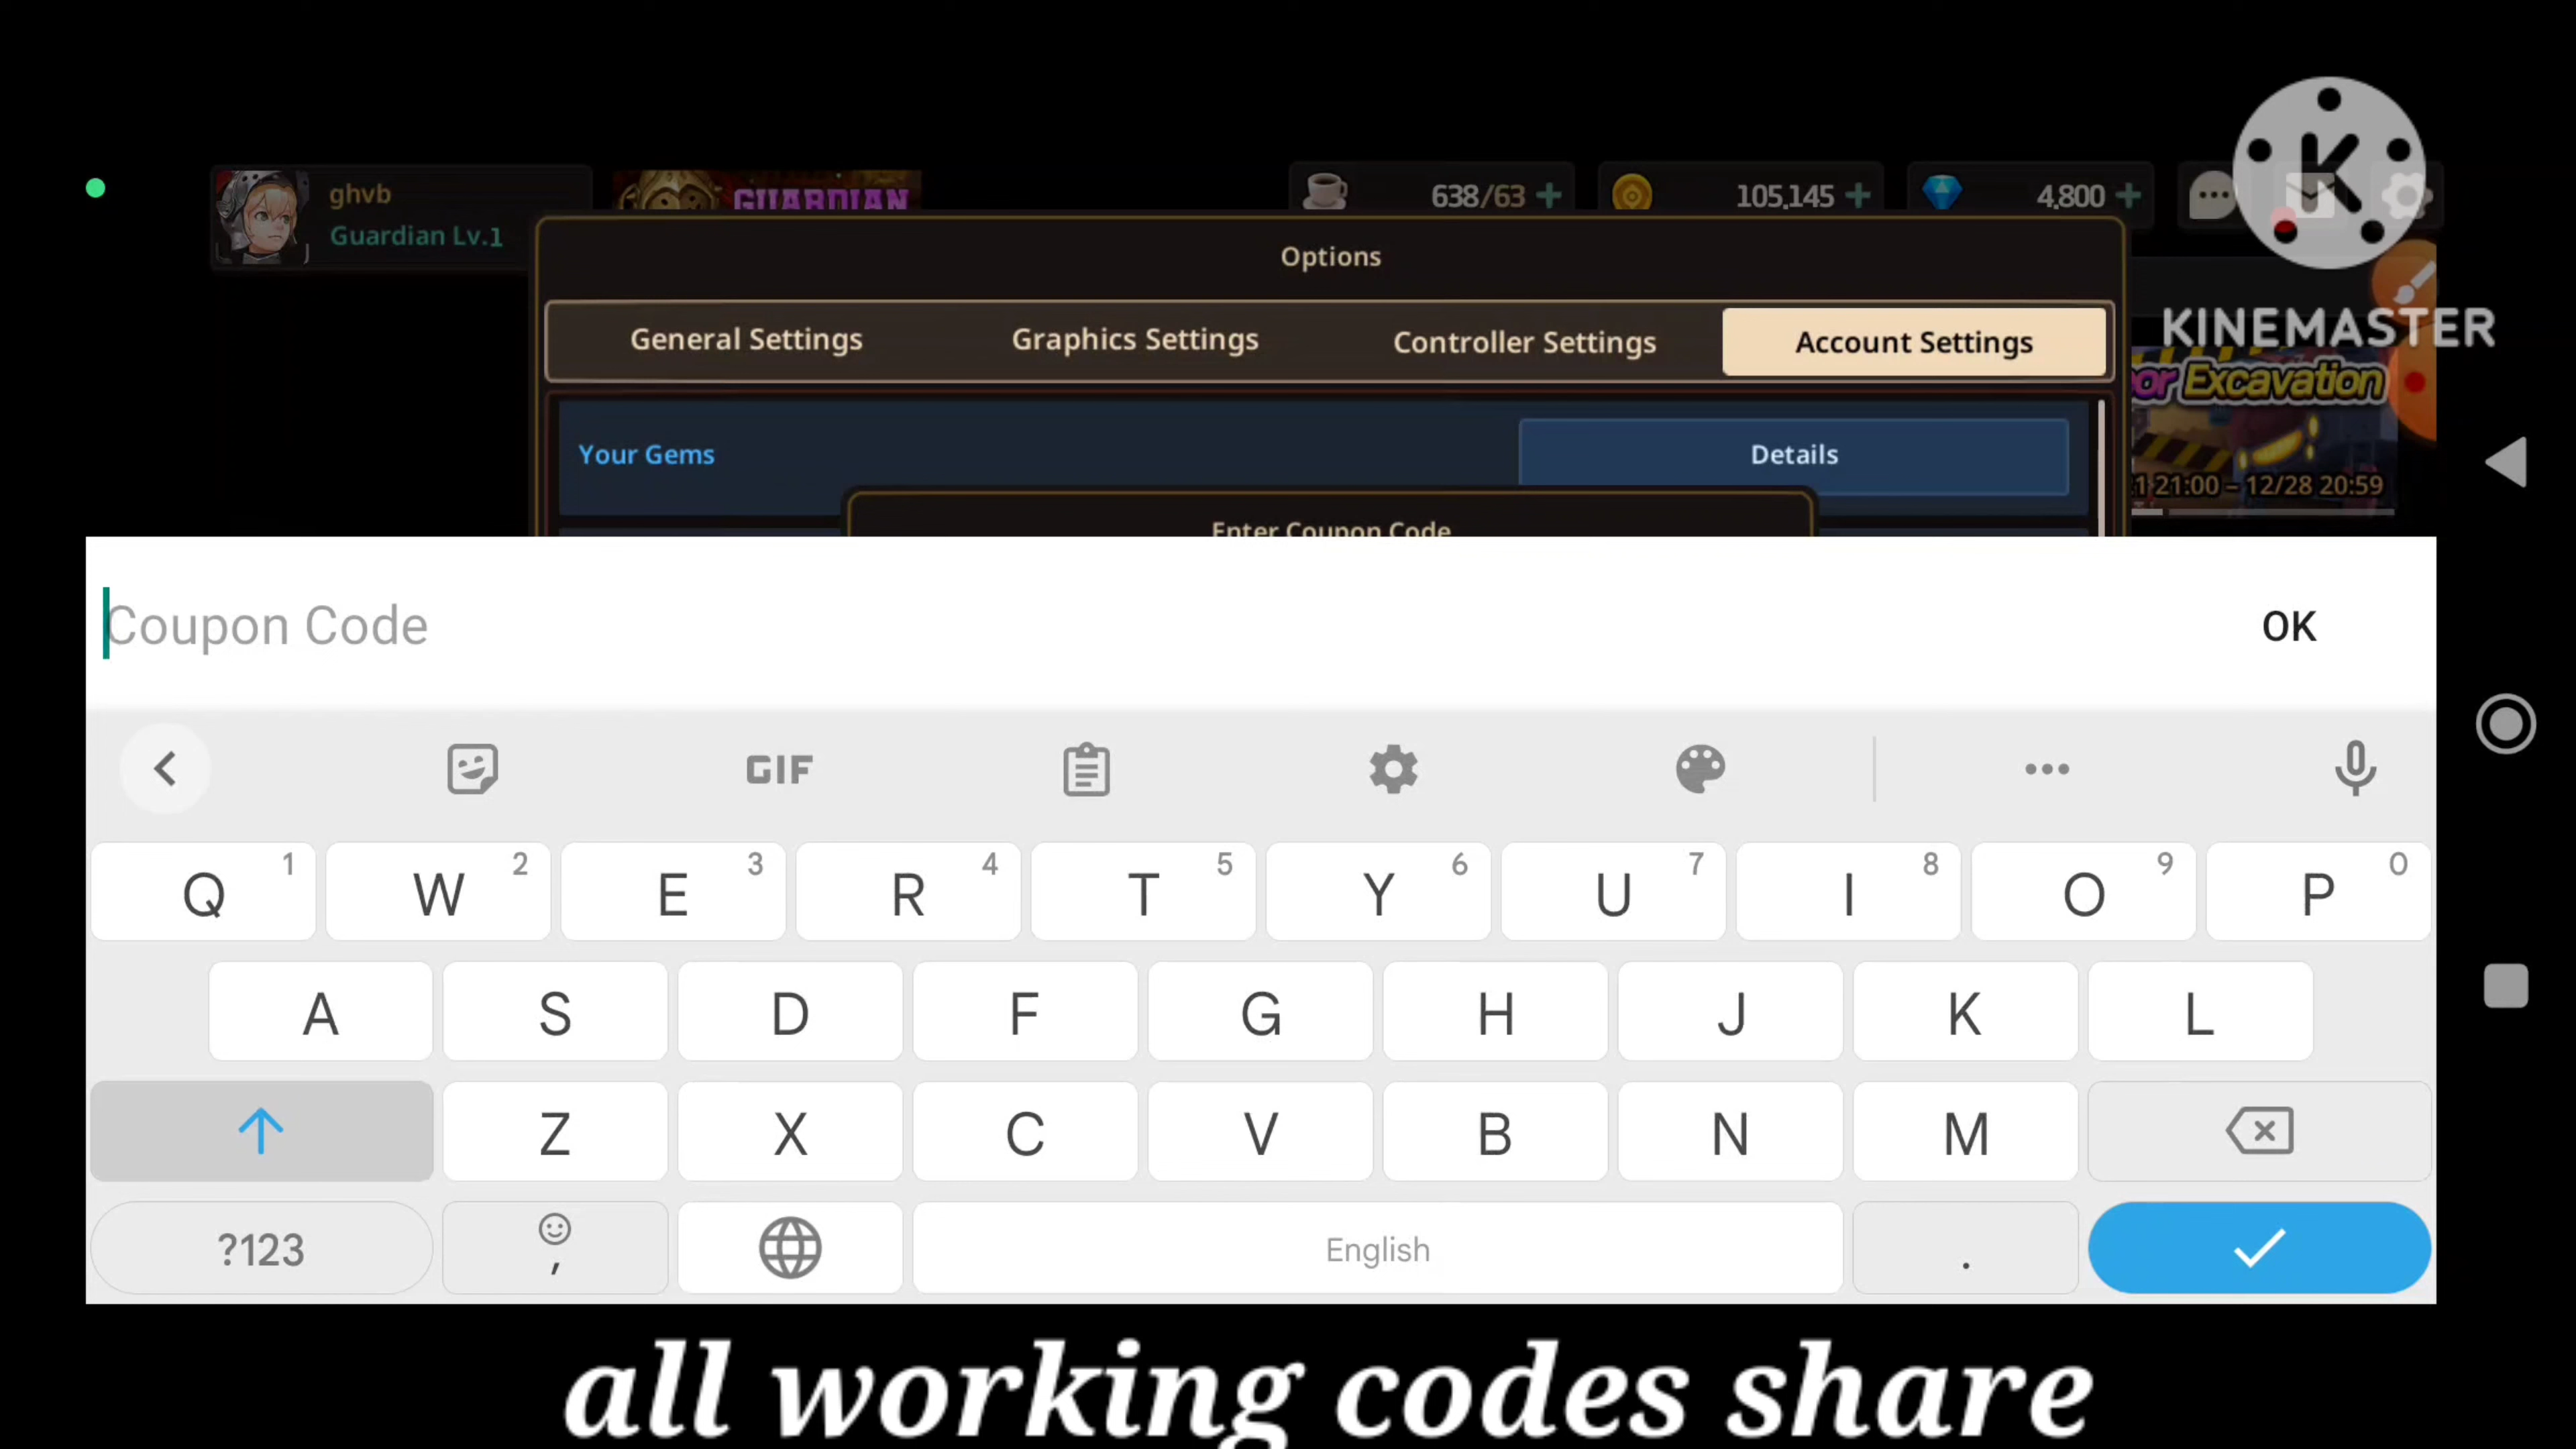 ghvb
Guardian Lv.1
GUARDIAN
638/63
105,145
4,800
K
KINEMASTER
Options
General Settings
Graphics Settings
Controller Settings
Account Settings
Your Gems
Details
or Excavation
1 21:00 – 12/28 20:59
Enter Coupon Code
Coupon Code
OK
GIF
Q 1 W 2 E 3 R 4 T 5 Y 6 U 7 I 8 O 9 P 0
A S D F G H J K L
Z X C V B N M
?123 , English .
all working codes share